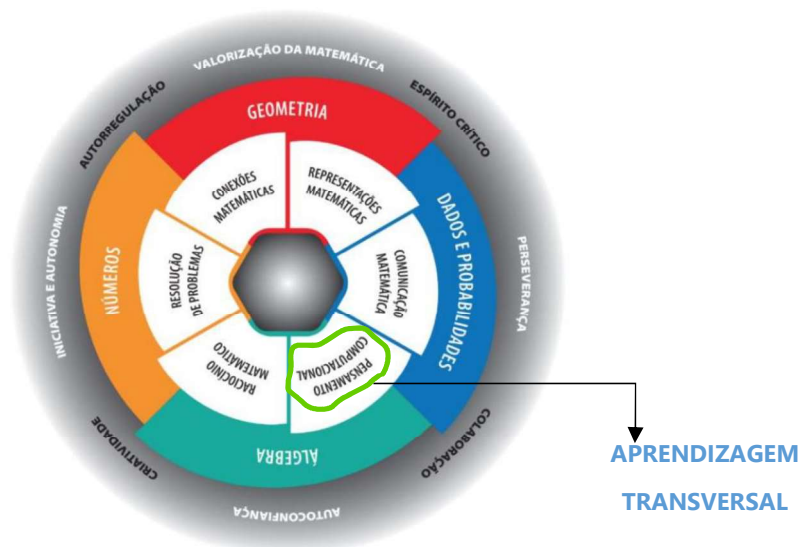 VALORIZAÇÃO DA MATEMÁTICA
ESPÍRITO CRÍTICO
PERSEVERANÇA
COLABORAÇÃO
AUTOCONFIANÇA
CRIATIVIDADE
INICIATIVA E AUTONOMIA
AUTORREGULAÇÃO
GEOMETRIA
DADOS E PROBABILIDADES
ÁLGEBRA
NÚMEROS
CONEXÕES
MATEMÁTICAS
REPRESENTAÇÕES
MATEMÁTICAS
COMUNICAÇÃO
MATEMÁTICA
PENSAMENTO
COMPUTACIONAL
RACIOCÍNIO
MATEMÁTICO
RESOLUÇÃO
DE PROBLEMAS
APRENDIZAGEM
TRANSVERSAL